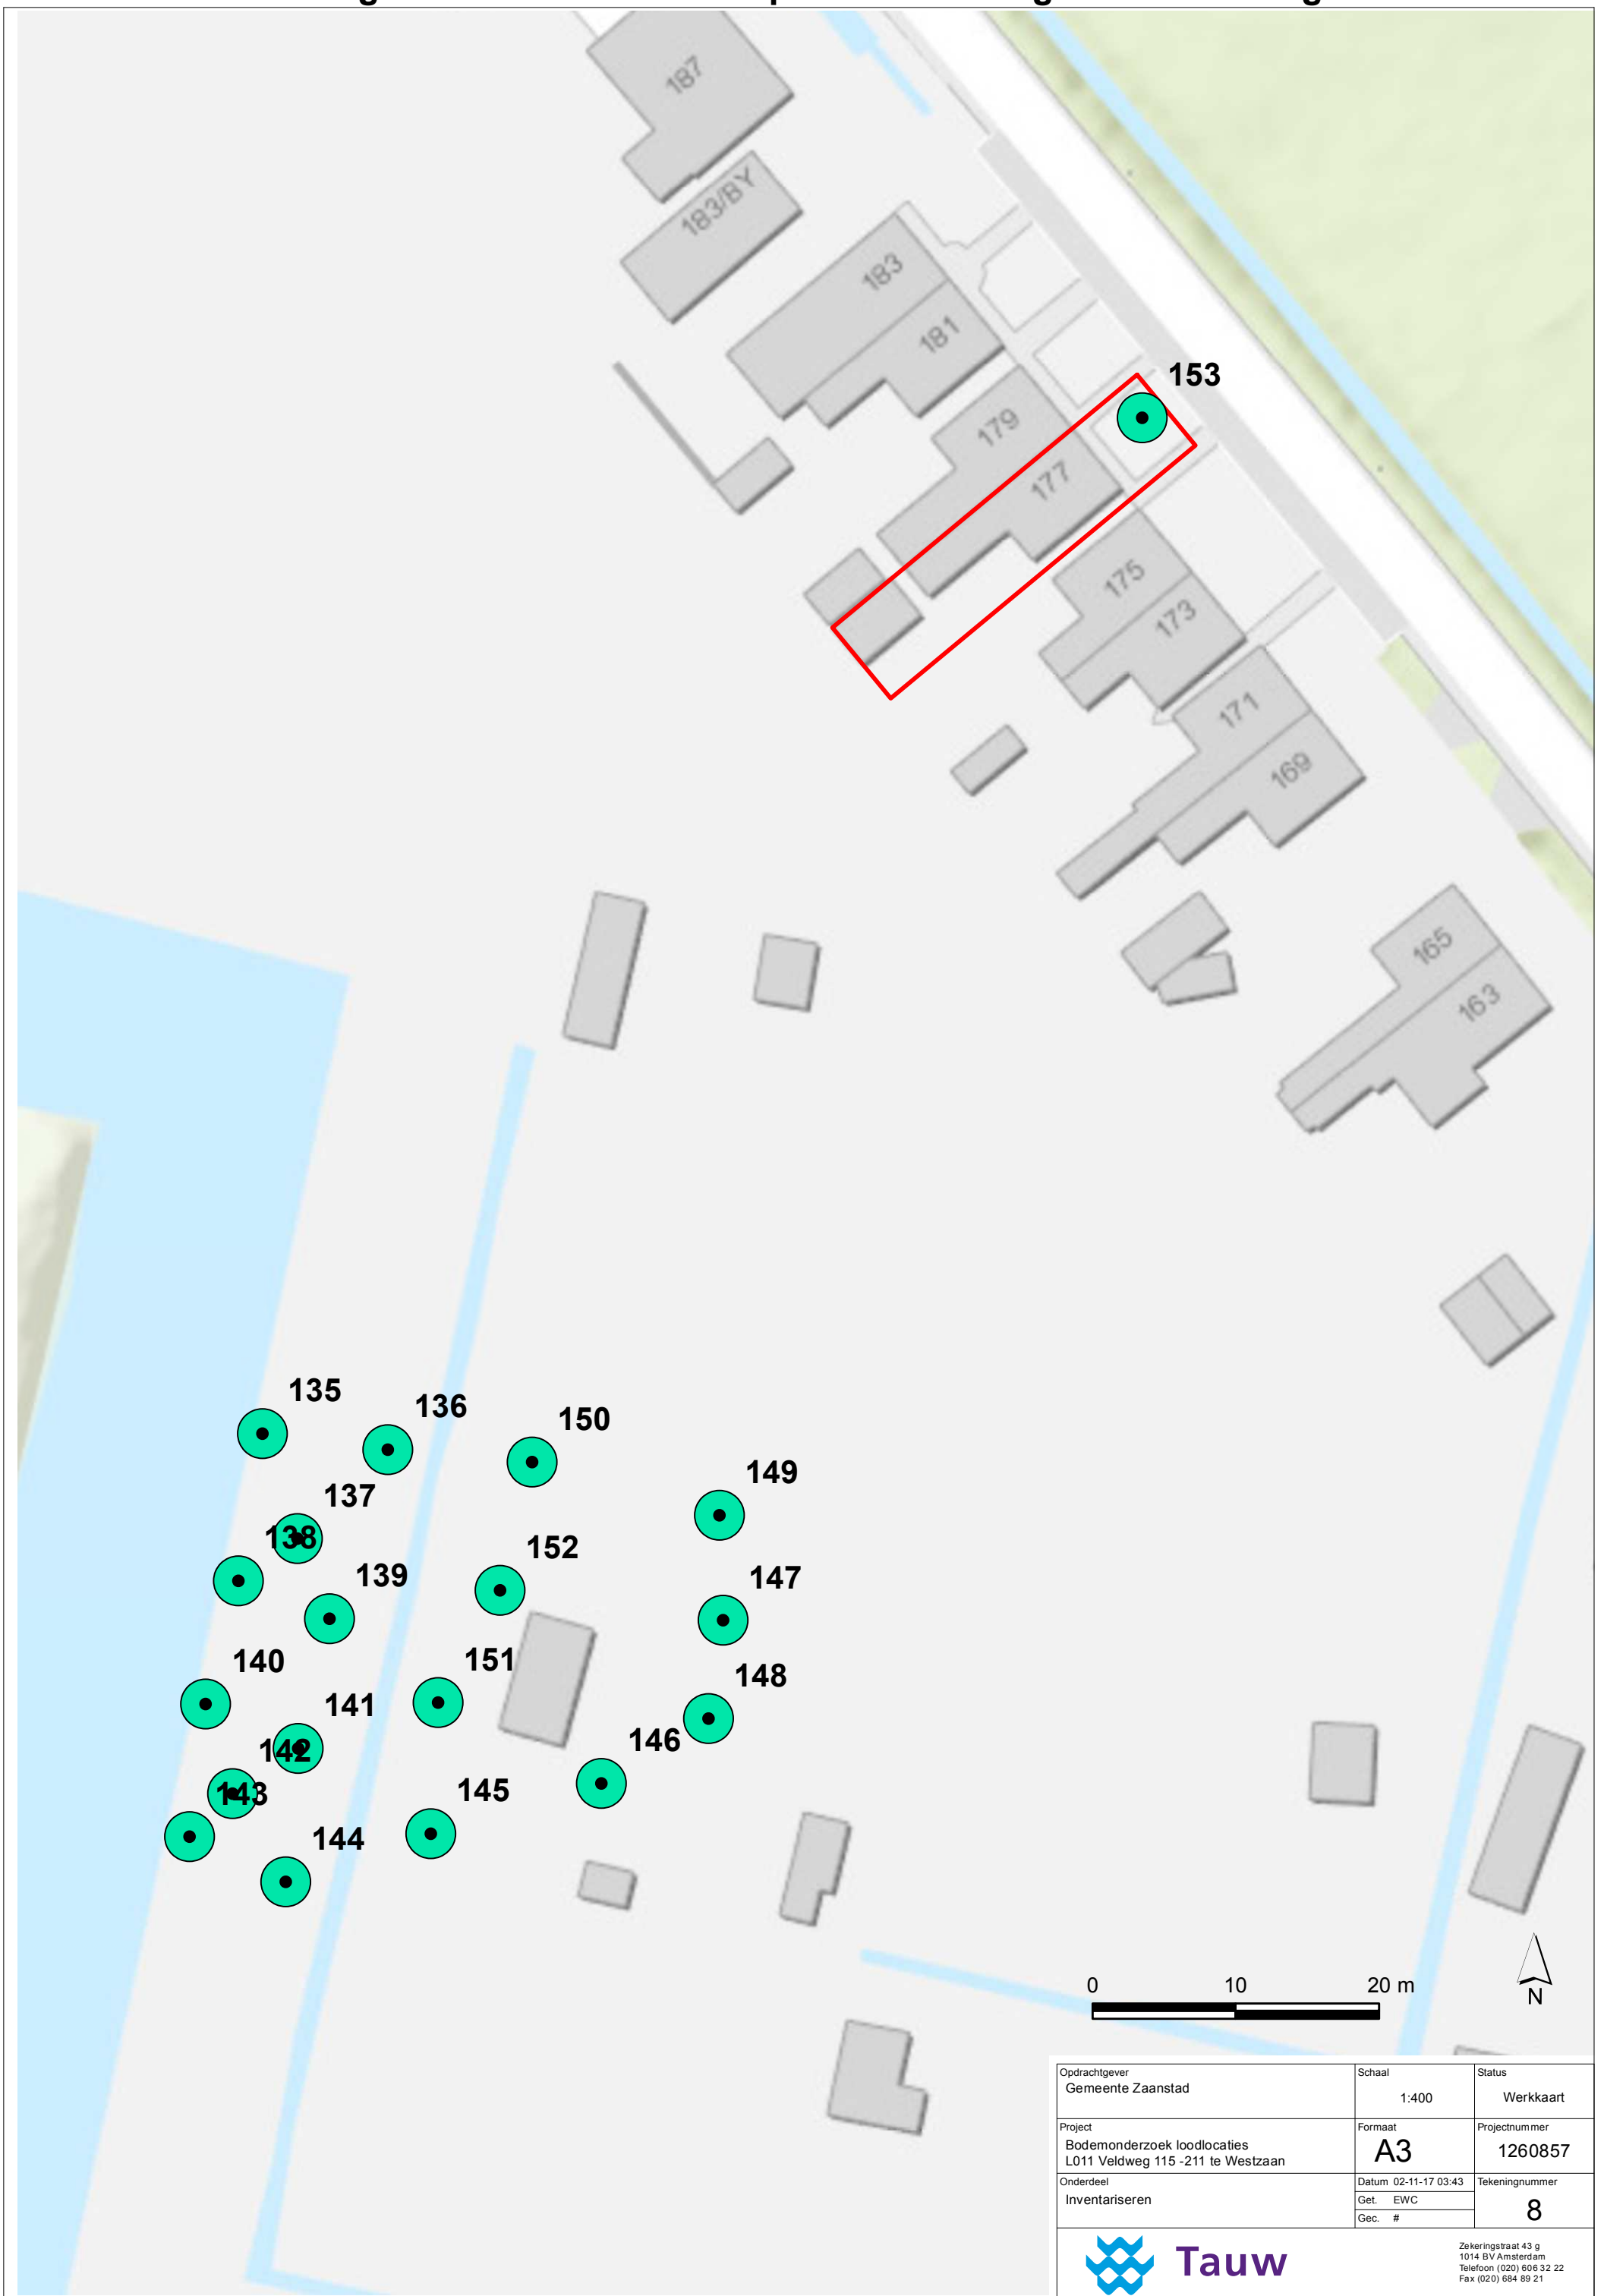 187
183/BY
183
181
153
179
177
175
173
171
169
165
163
135
136
150
137
149
138
152
139
147
140
151
148
141
142
146
143
145
144
0 10 20 m
N
Opdrachtgever
Gemeente Zaanstad
Schaal
1:400
Status
Werkkaart
Project
Bodemonderzoek loodlocaties
L011 Veldweg 115 -211 te Westzaan
Formaat
A3
Projectnummer
1260857
Onderdeel
Inventariseren
Datum 02-11-17 03:43
Get. EWC
Gec. #
Tekeningnummer
8
Tauw
Zekeringstraat 43 g
1014 BV Amsterdam
Telefoon (020) 606 32 22
Fax (020) 684 89 21